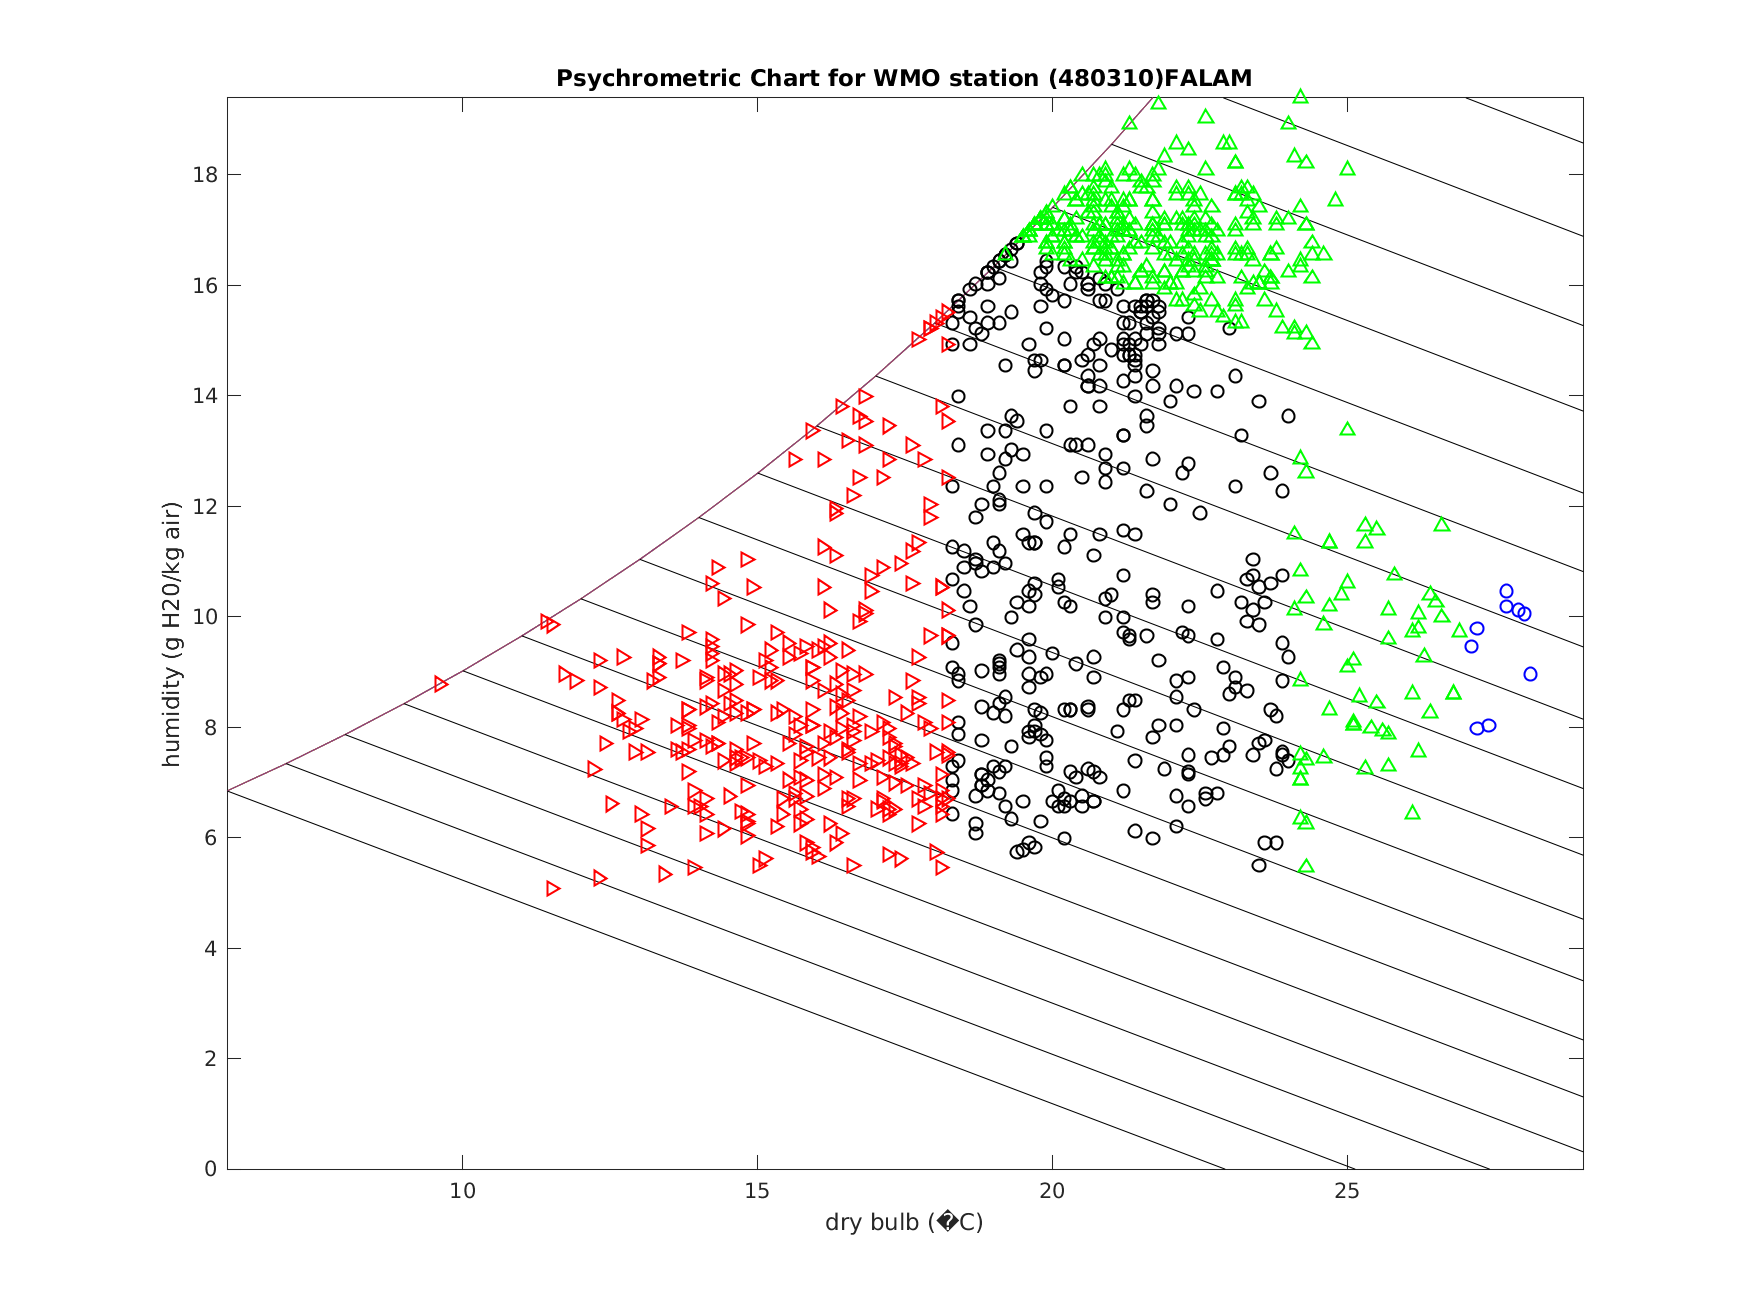 Psychrometric Chart for WMO station (480310)FALAM
18
16
14
12
10
8
6
4
2
0
humidity (g H20/kg air)
10 15 20 25
dry bulb (�C)